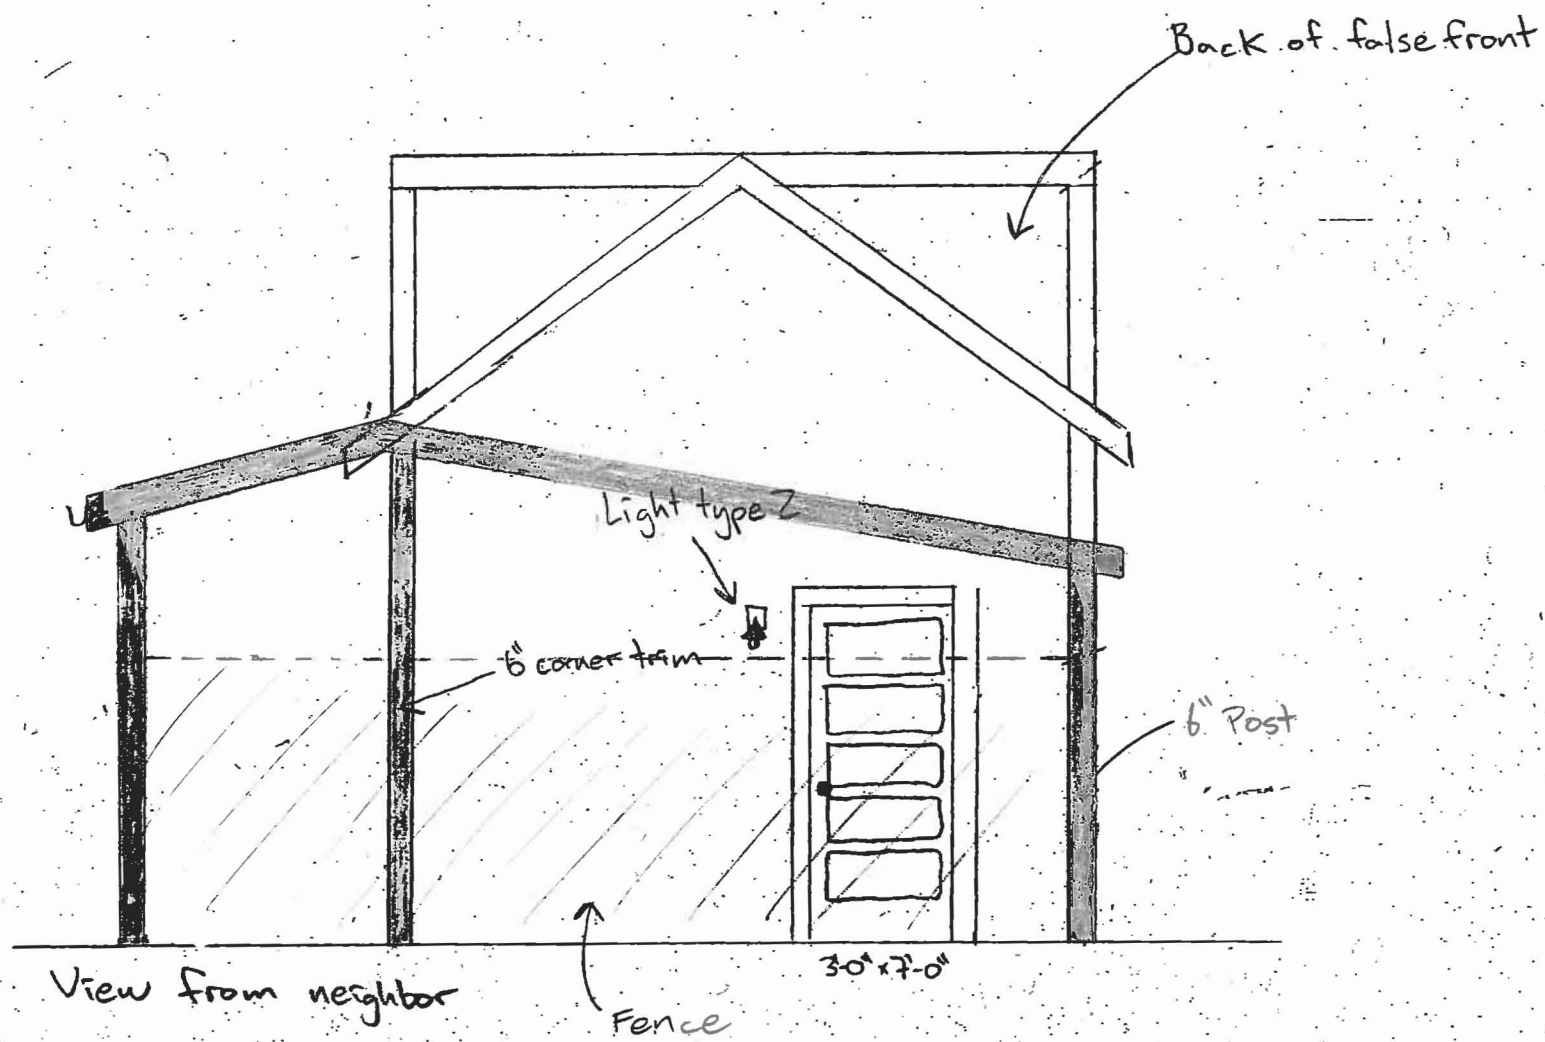 Back of false front
Light type 2
6" corner trim
6" Post
3'-0" x 7'-0"
View from neighbor
Fence